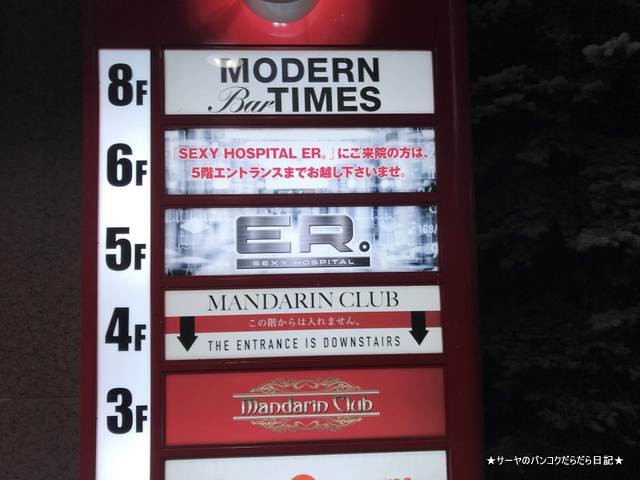 8F
MODERN
Bar TIMES
6F
「SEXY HOSPITAL ER。」にご来院の方は、
5階エントランスまでお越し下さいませ。
5F
ER。
SEXY HOSPITAL
4F
MANDARIN CLUB
この階からは入れません。
THE ENTRANCE IS DOWNSTAIRS
3F
Mandarin Club
★サーヤのバンコクだらだら日記★